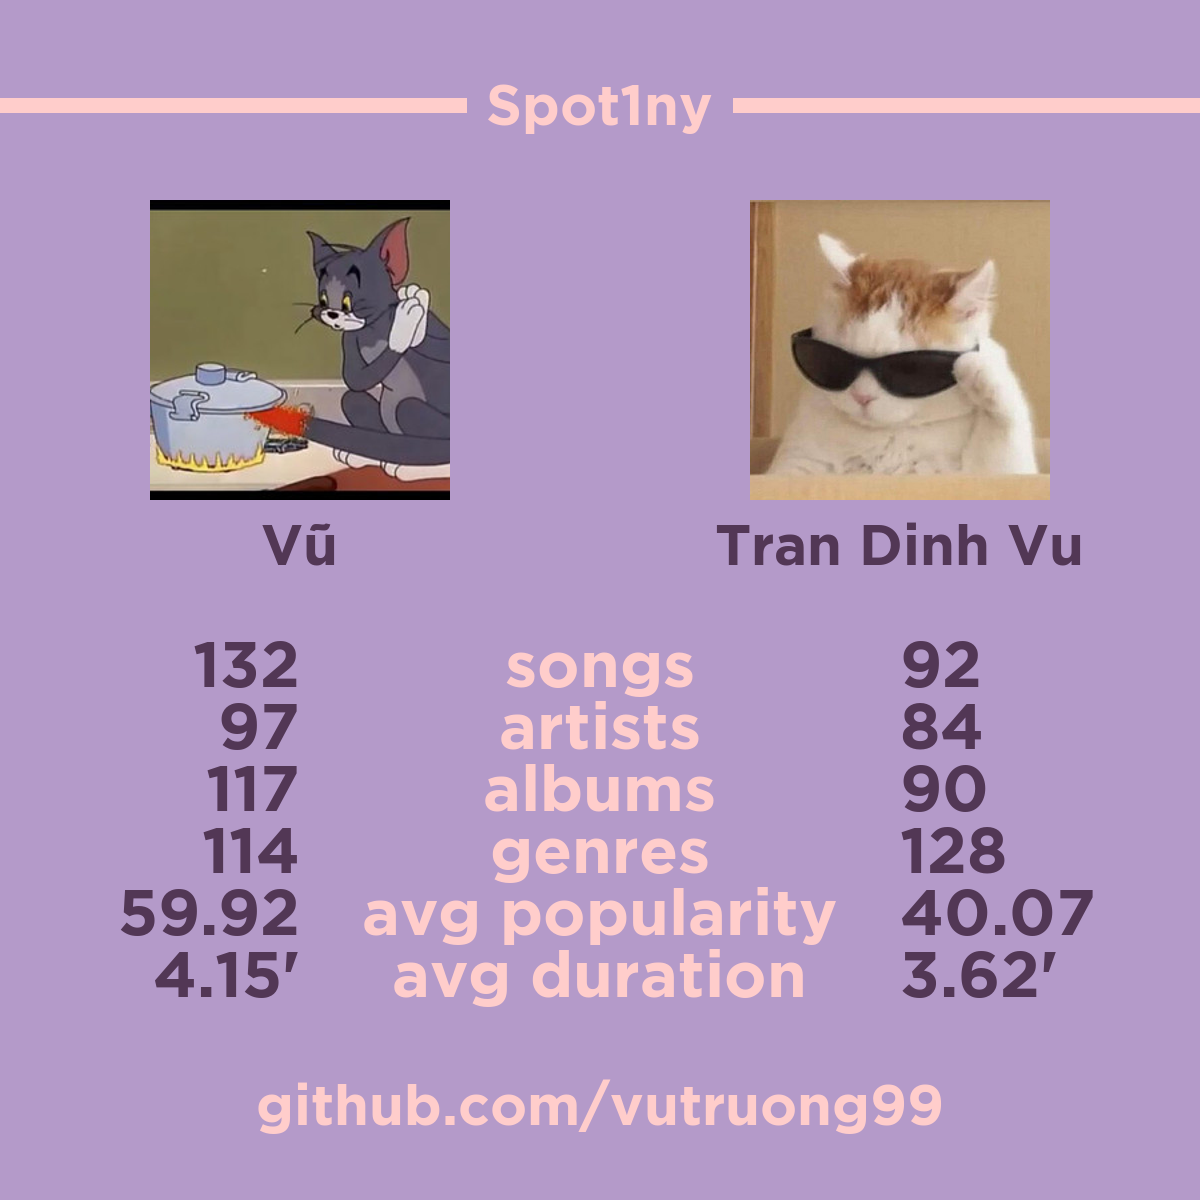 Spot1ny
Vũ Tran Dinh Vu
132 songs 92
97 artists 84
117 albums 90
114 genres 128
59.92 avg popularity 40.07
4.15' avg duration 3.62'
github.com/vutruong99